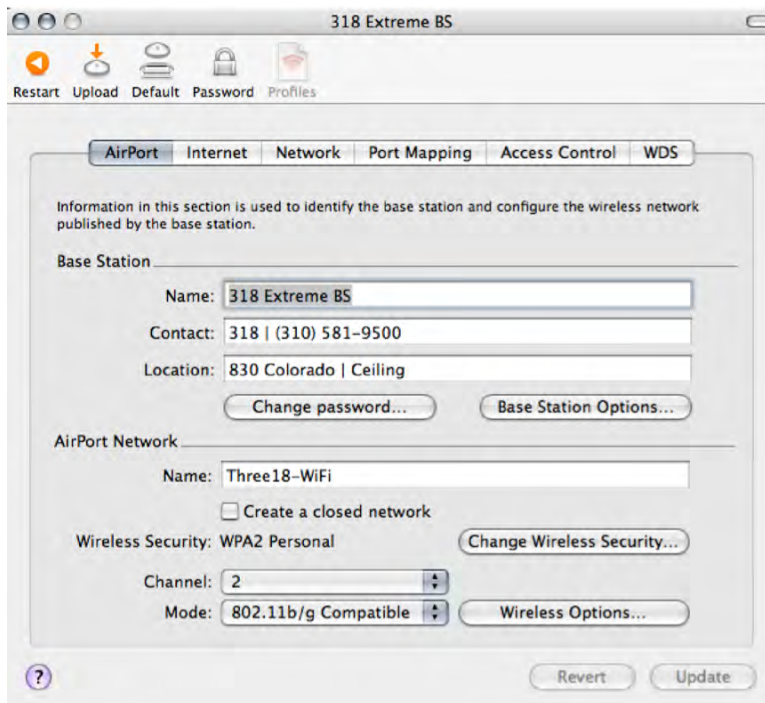 318 Extreme BS
Restart Upload Default Password Profiles
AirPort Internet Network Port Mapping Access Control WDS
Information in this section is used to identify the base station and configure the wireless network
published by the base station.
Base Station
Name: 318 Extreme BS
Contact: 318 | (310) 581-9500
Location: 830 Colorado | Ceiling
Change password... Base Station Options...
AirPort Network
Name: Three18-WiFi
Create a closed network
Wireless Security: WPA2 Personal Change Wireless Security...
Channel: 2
Mode: 802.11b/g Compatible Wireless Options...
? Revert Update